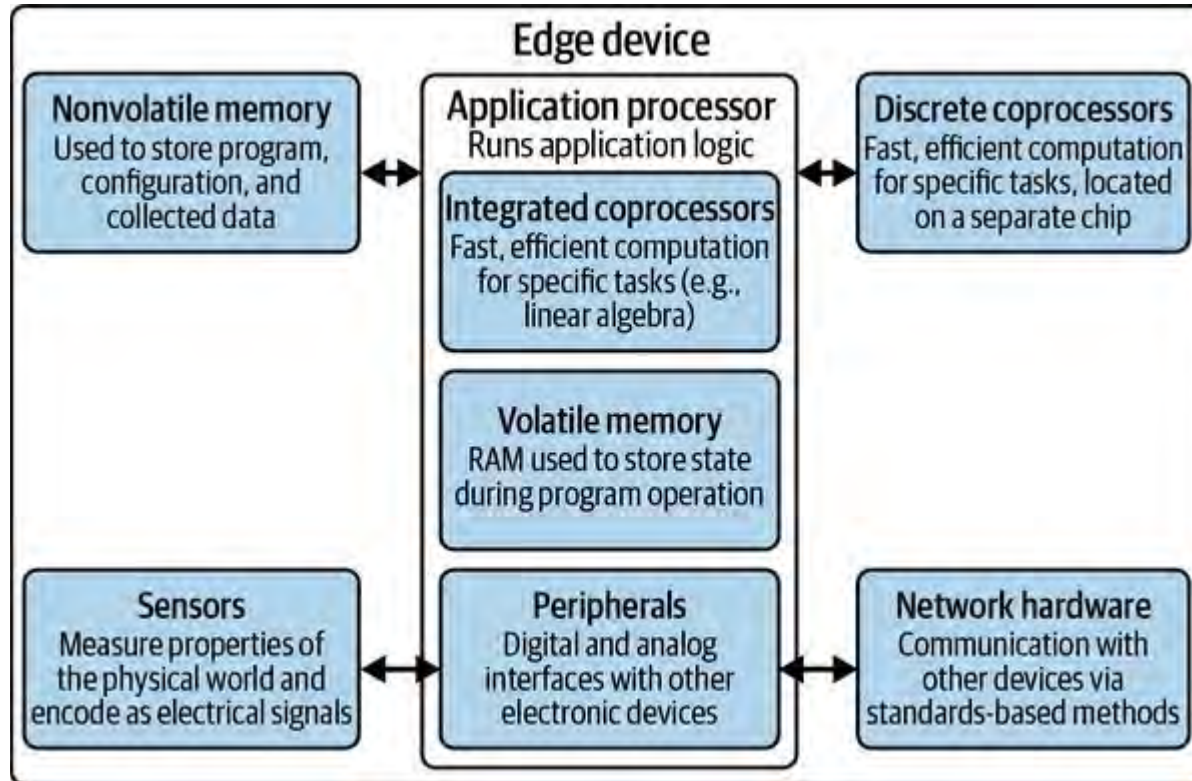 Edge device
Nonvolatile memory
Used to store program,
configuration, and
collected data
Application processor
Runs application logic
Integrated coprocessors
Fast, efficient computation
for specific tasks (e.g.,
linear algebra)
Volatile memory
RAM used to store state
during program operation
Peripherals
Digital and analog
interfaces with other
electronic devices
Discrete coprocessors
Fast, efficient computation
for specific tasks, located
on a separate chip
Sensors
Measure properties of
the physical world and
encode as electrical signals
Network hardware
Communication with
other devices via
standards-based methods